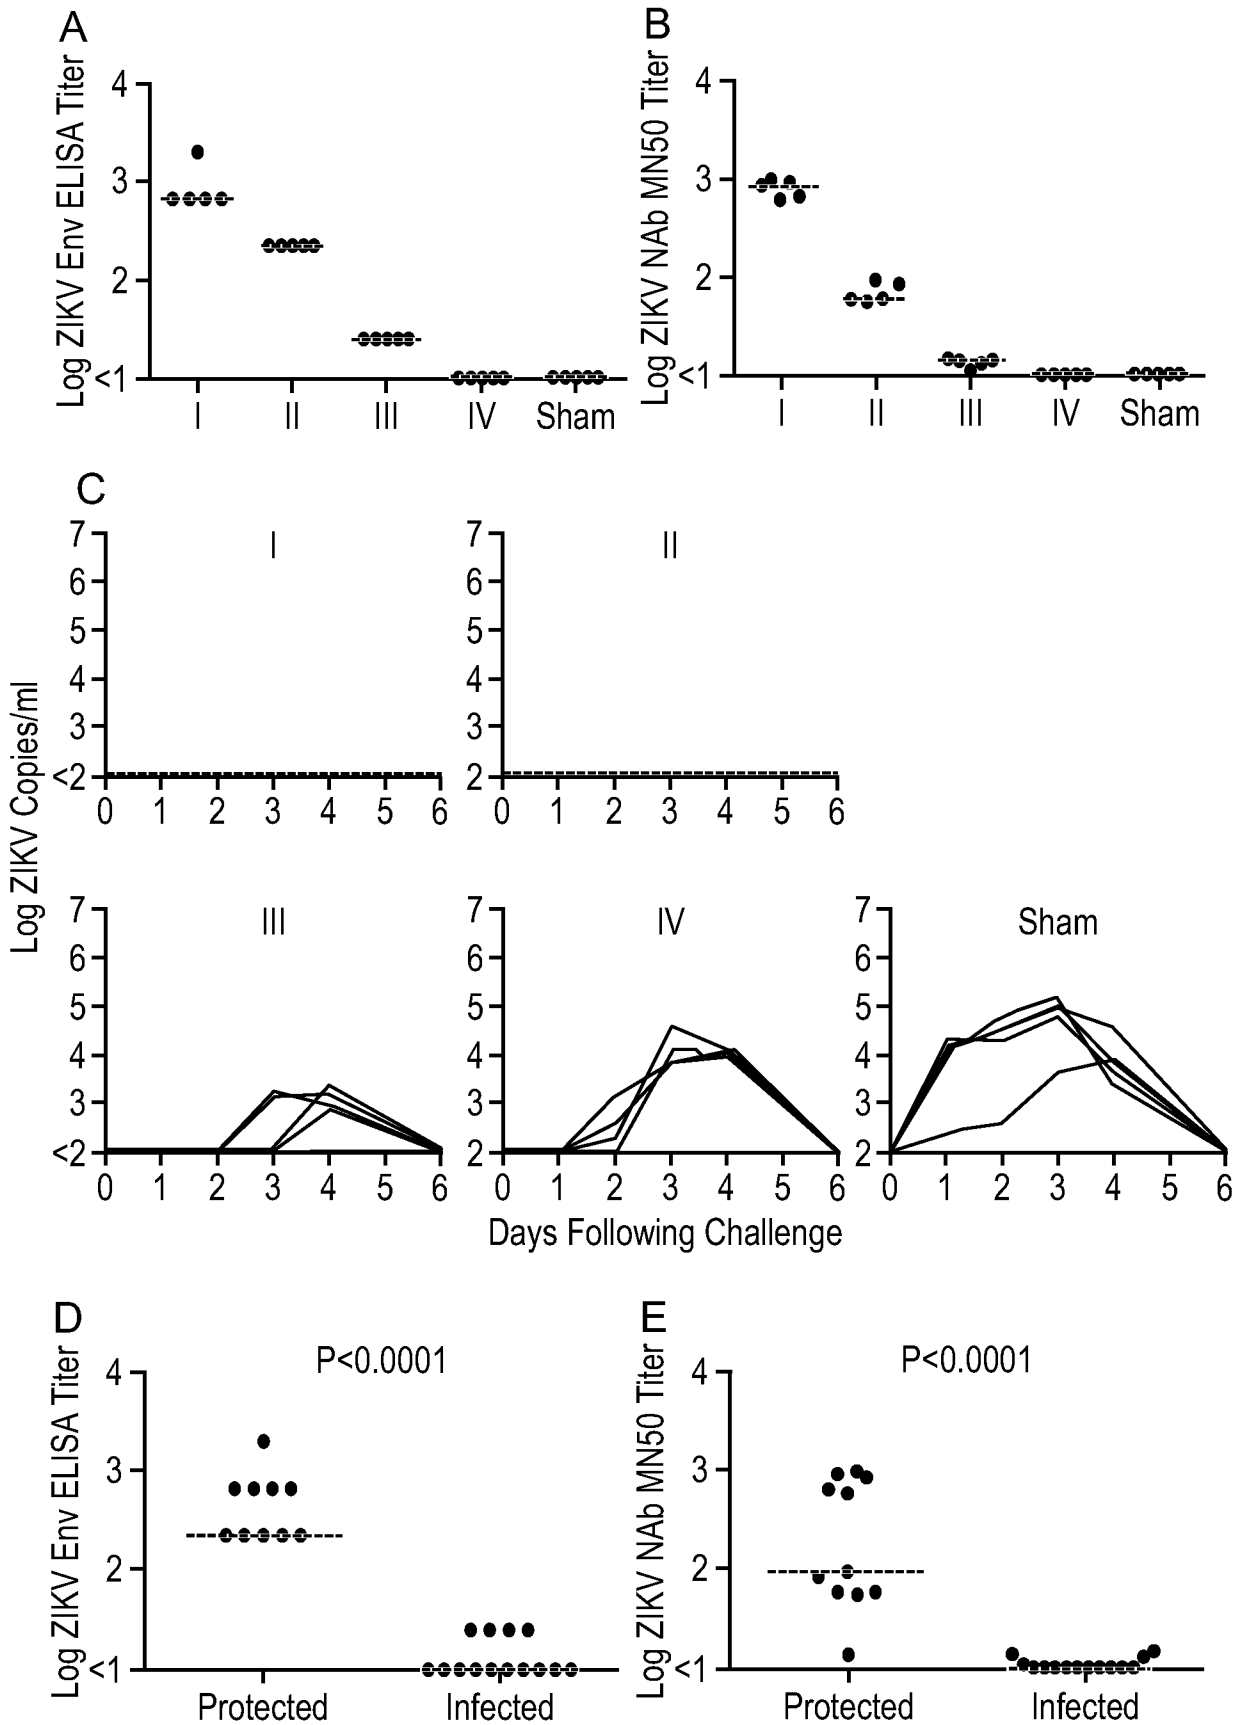 A
Log ZIKV Env ELISA Titer
4
3
2
<1
I II III IV Sham
B
Log ZIKV NAb MN50 Titer
4
3
2
<1
I II III IV Sham
C
Log ZIKV Copies/ml
I
7
6
5
4
3
<2
0 1 2 3 4 5 6
II
7
6
5
4
3
2
0 1 2 3 4 5 6
III
7
6
5
4
3
<2
0 1 2 3 4 5 6
IV
7
6
5
4
3
2
0 1 2 3 4 5 6
Sham
7
6
5
4
3
2
0 1 2 3 4 5 6
Days Following Challenge
D
P<0.0001
Log ZIKV Env ELISA Titer
4
3
2
<1
Protected Infected
E
P<0.0001
Log ZIKV NAb MN50 Titer
4
3
2
<1
Protected Infected